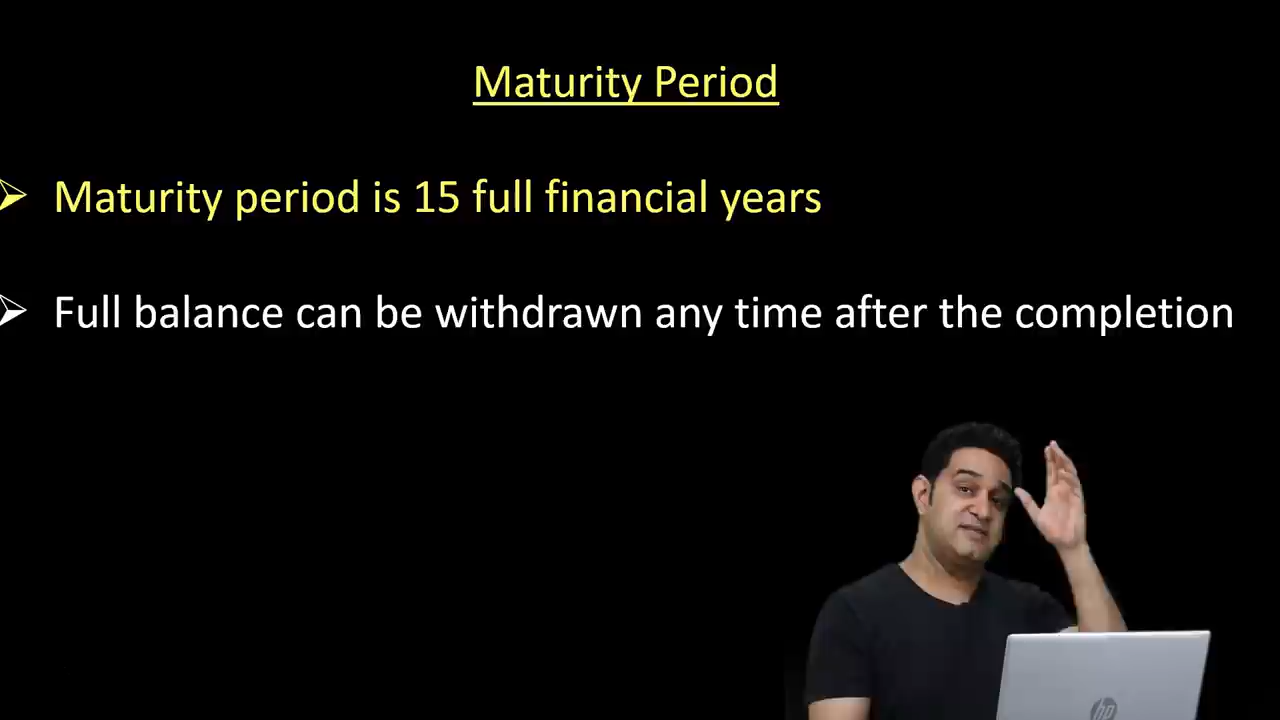 Maturity Period
Maturity period is 15 full financial years
Full balance can be withdrawn any time after the completion
hp